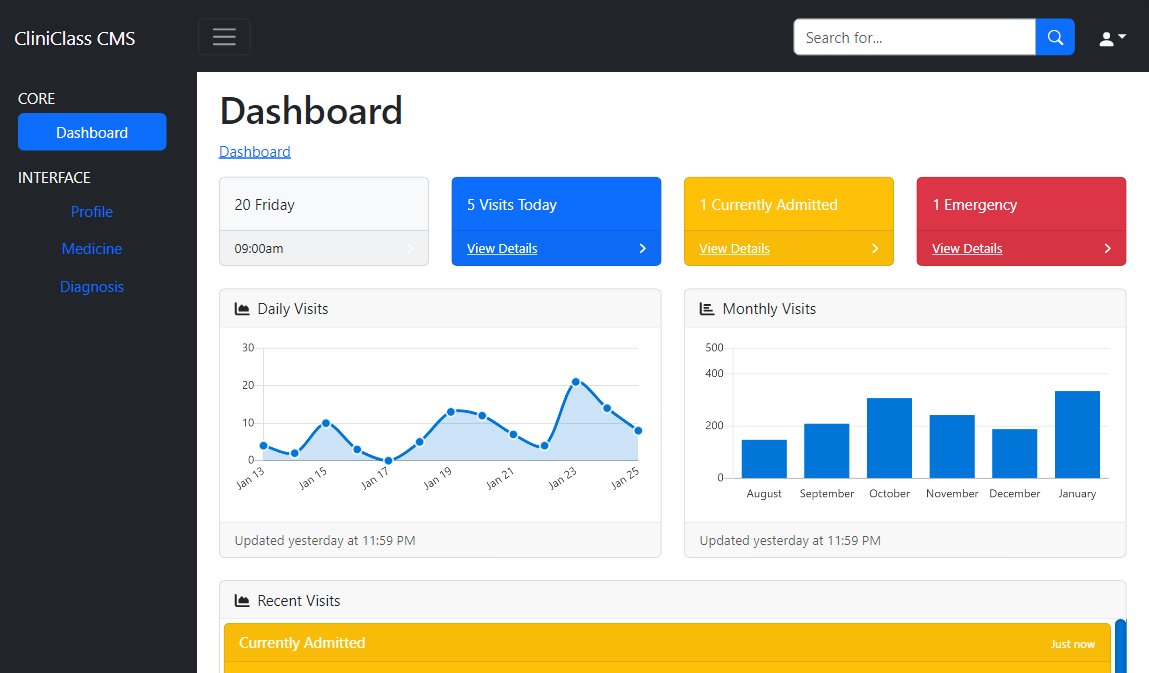 CliniClass CMS
Search for...
CORE
Dashboard
INTERFACE
Profile
Medicine
Diagnosis
Dashboard
Dashboard
20 Friday
09:00am
5 Visits Today
View Details
1 Currently Admitted
View Details
1 Emergency
View Details
Daily Visits
30
20
10
0
Jan 13
Jan 15
Jan 17
Jan 19
Jan 21
Jan 23
Jan 25
Updated yesterday at 11:59 PM
Monthly Visits
500
400
200
0
August
September
October
November
December
January
Updated yesterday at 11:59 PM
Recent Visits
Currently Admitted
Just now